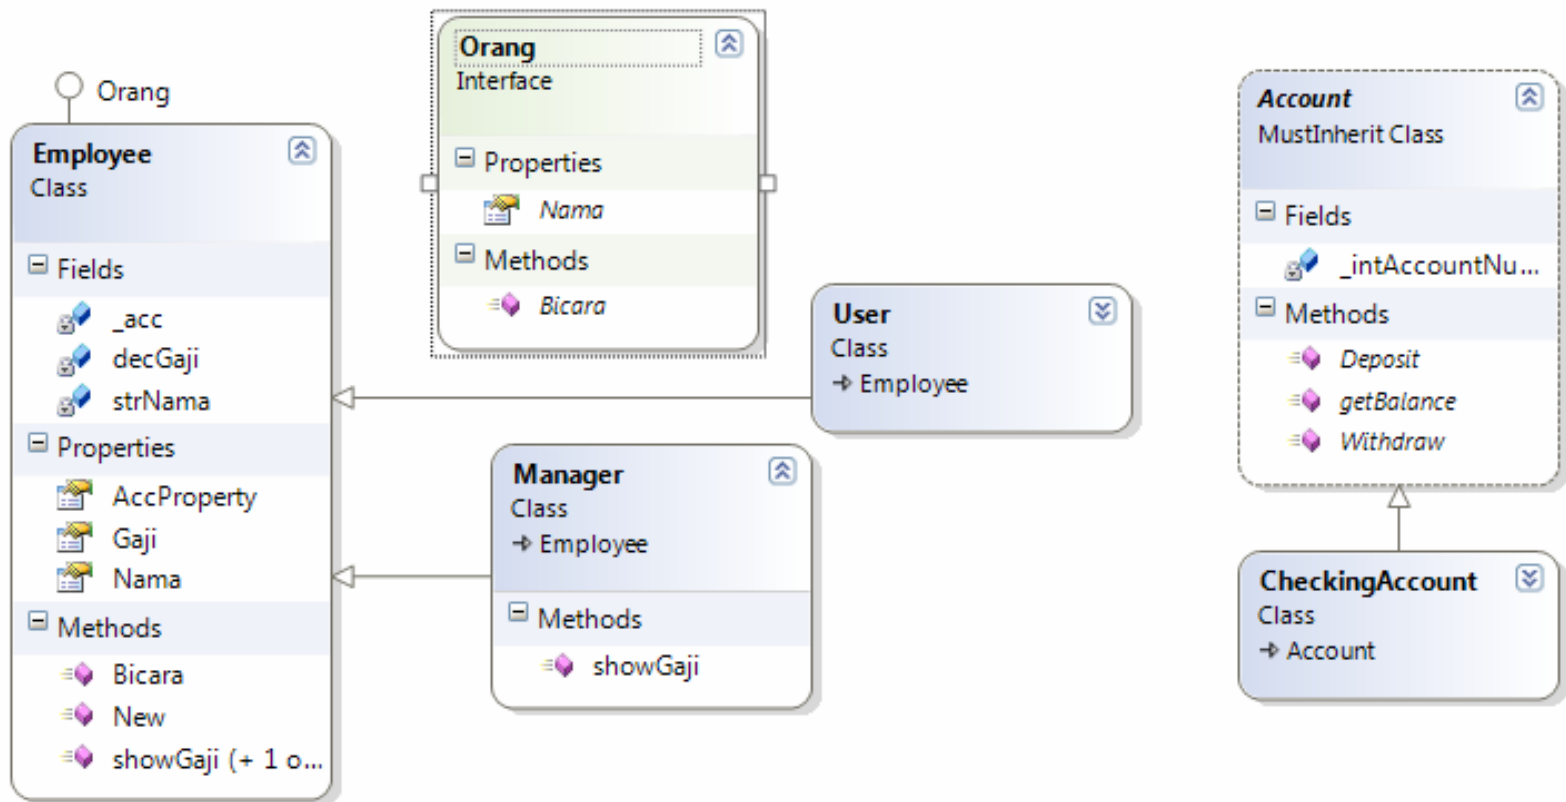 Orang
Employee
Class
Fields
_acc
decGaji
strNama
Properties
AccProperty
Gaji
Nama
Methods
Bicara
New
showGaji (+ 1 o...
Orang
Interface
Properties
Nama
Methods
Bicara
User
Class
Employee
Manager
Class
Employee
Methods
showGaji
Account
MustInherit Class
Fields
_intAccountNu...
Methods
Deposit
getBalance
Withdraw
CheckingAccount
Class
Account